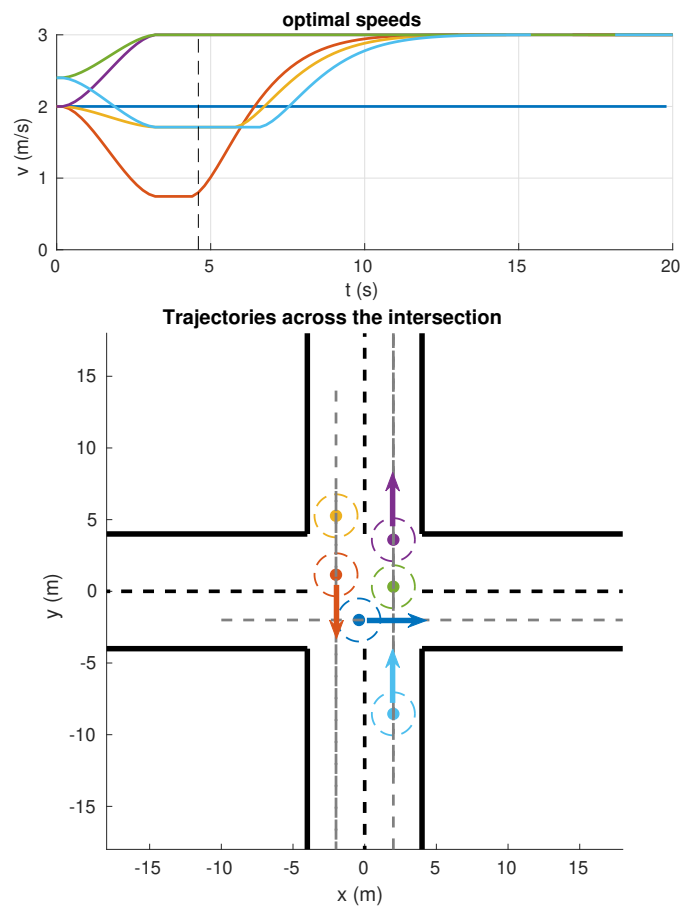 optimal speeds
3
2
1
0
v (m/s)
0 5 10 15 20
t (s)
Trajectories across the intersection
15
10
5
0
-5
-10
-15
y (m)
-15 -10 -5 0 5 10 15
x (m)